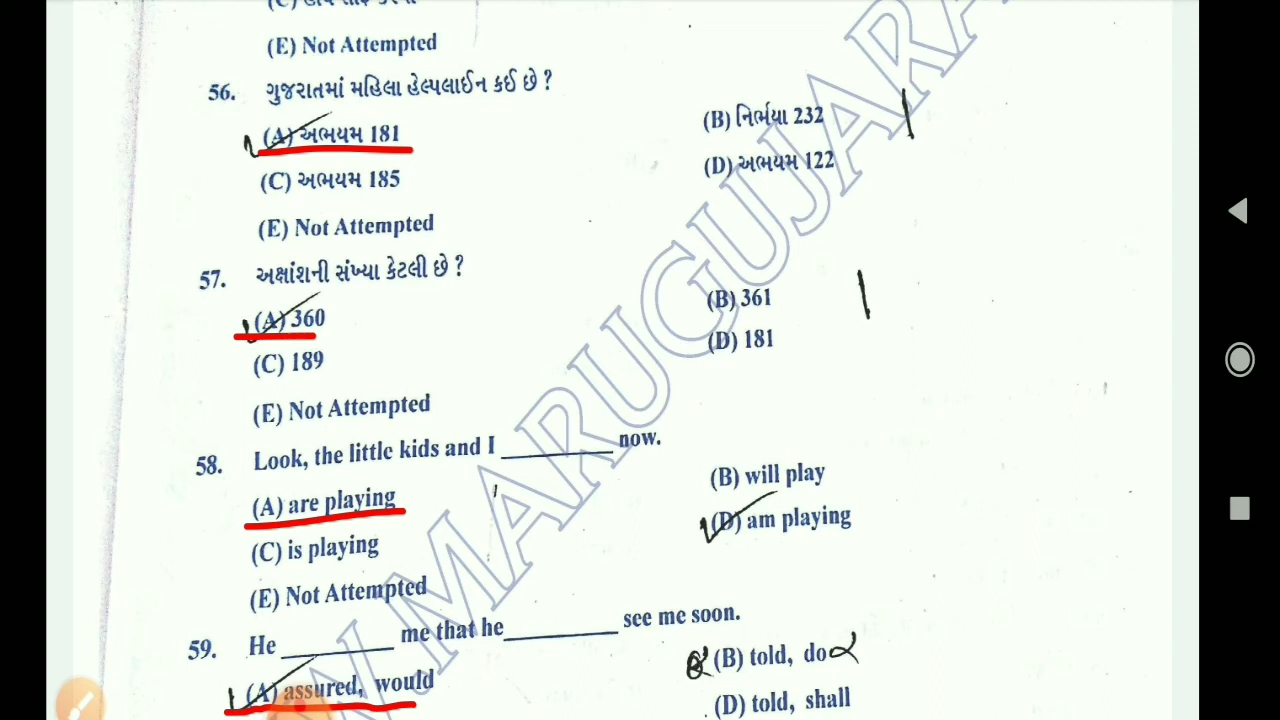 (E) Not Attempted
56. ગુજરાતમાં મહિલા હેલ્પલાઈન કઈ છે ?
(A) અભયમ 181 (B) નિર્ભયા 232
(C) અભયમ 185 (D) અભયમ 122
(E) Not Attempted
57. અક્ષાંશની સંખ્યા કેટલી છે ?
(A) 360 (B) 361
(C) 189 (D) 181
(E) Not Attempted
58. Look, the little kids and I ________ now.
(A) are playing (B) will play
(C) is playing (D) am playing
(E) Not Attempted
59. He ________ me that he ________ see me soon.
(A) assured, would (B) told, do
(D) told, shall
W.MARUGUJARA